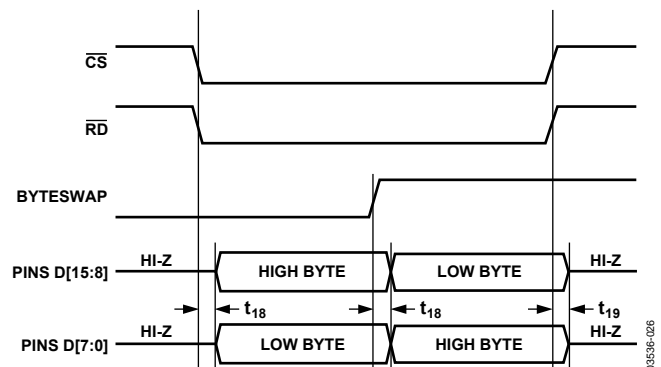 CS
RD
BYTESWAP
PINS D[15:8] HI-Z HIGH BYTE LOW BYTE HI-Z
t18 t18 t19
PINS D[7:0] HI-Z LOW BYTE HIGH BYTE HI-Z
03536-026